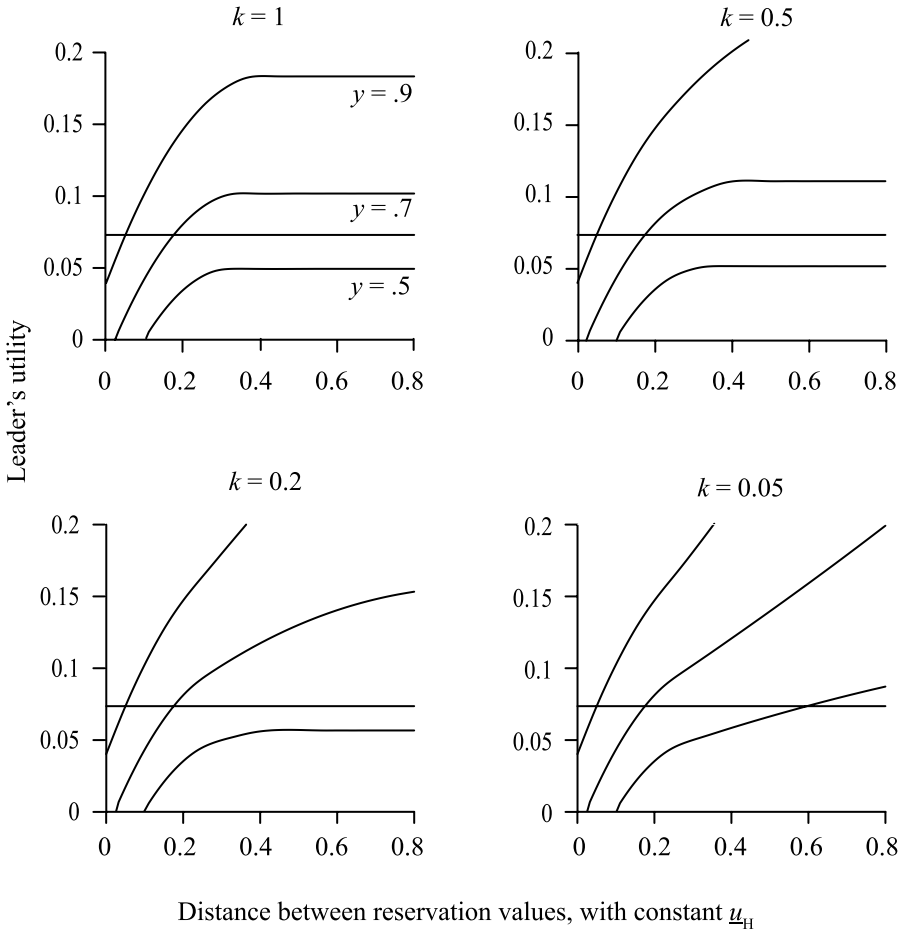 k = 1
0.2
0.15
0.1
0.05
0
y = .9
y = .7
y = .5
0 0.2 0.4 0.6 0.8
k = 0.5
0.2
0.15
0.1
0.05
0
0 0.2 0.4 0.6 0.8
Leader's utility
k = 0.2
0.2
0.15
0.1
0.05
0
0 0.2 0.4 0.6 0.8
k = 0.05
0.2
0.15
0.1
0.05
0
0 0.2 0.4 0.6 0.8
Distance between reservation values, with constant u̲H